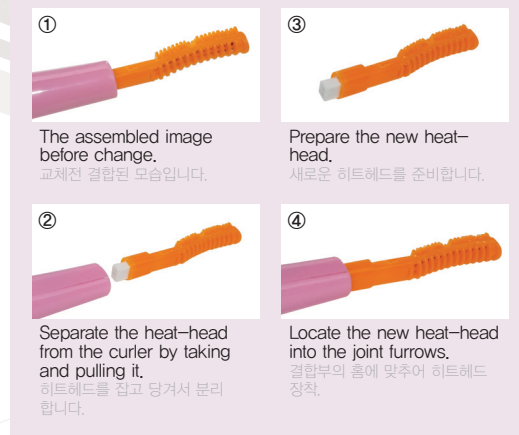 ①
The assembled image
before change.
교체전 결합된 모습입니다.
②
Separate the heat-head
from the curler by taking
and pulling it.
히트헤드를 잡고 당겨서 분리
합니다.
③
Prepare the new heat-
head.
새로운 히트헤드를 준비합니다.
④
Locate the new heat-head
into the joint furrows.
결합부의 홈에 맞추어 히트헤드
장착.